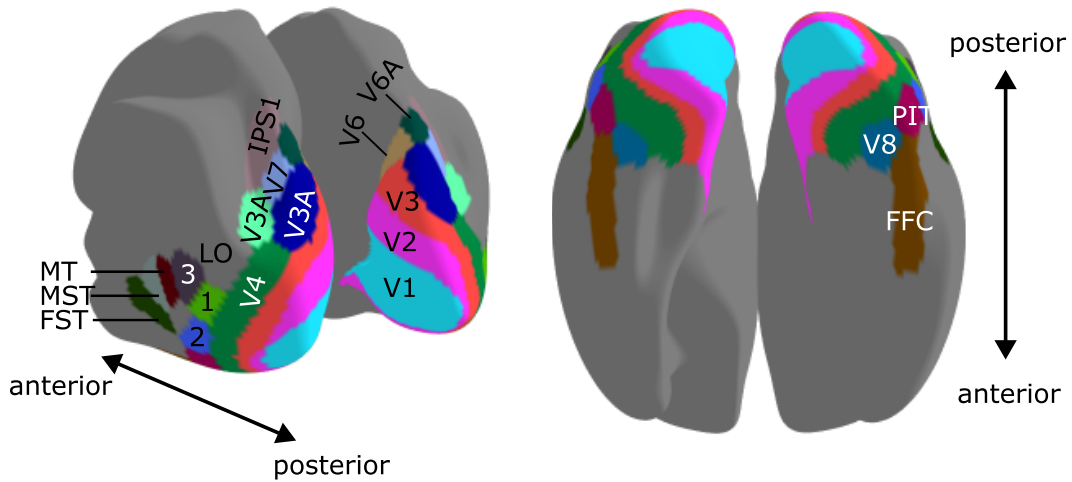 V6A
V6
IPS1
V7
V3A
V3A
V3
V2
V1
LO
3
1
2
V4
MT
MST
FST
anterior
posterior
posterior
PIT
V8
FFC
anterior